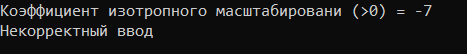 Коэффициент изотропного масштабировани (>0) = -7
Некорректный ввод